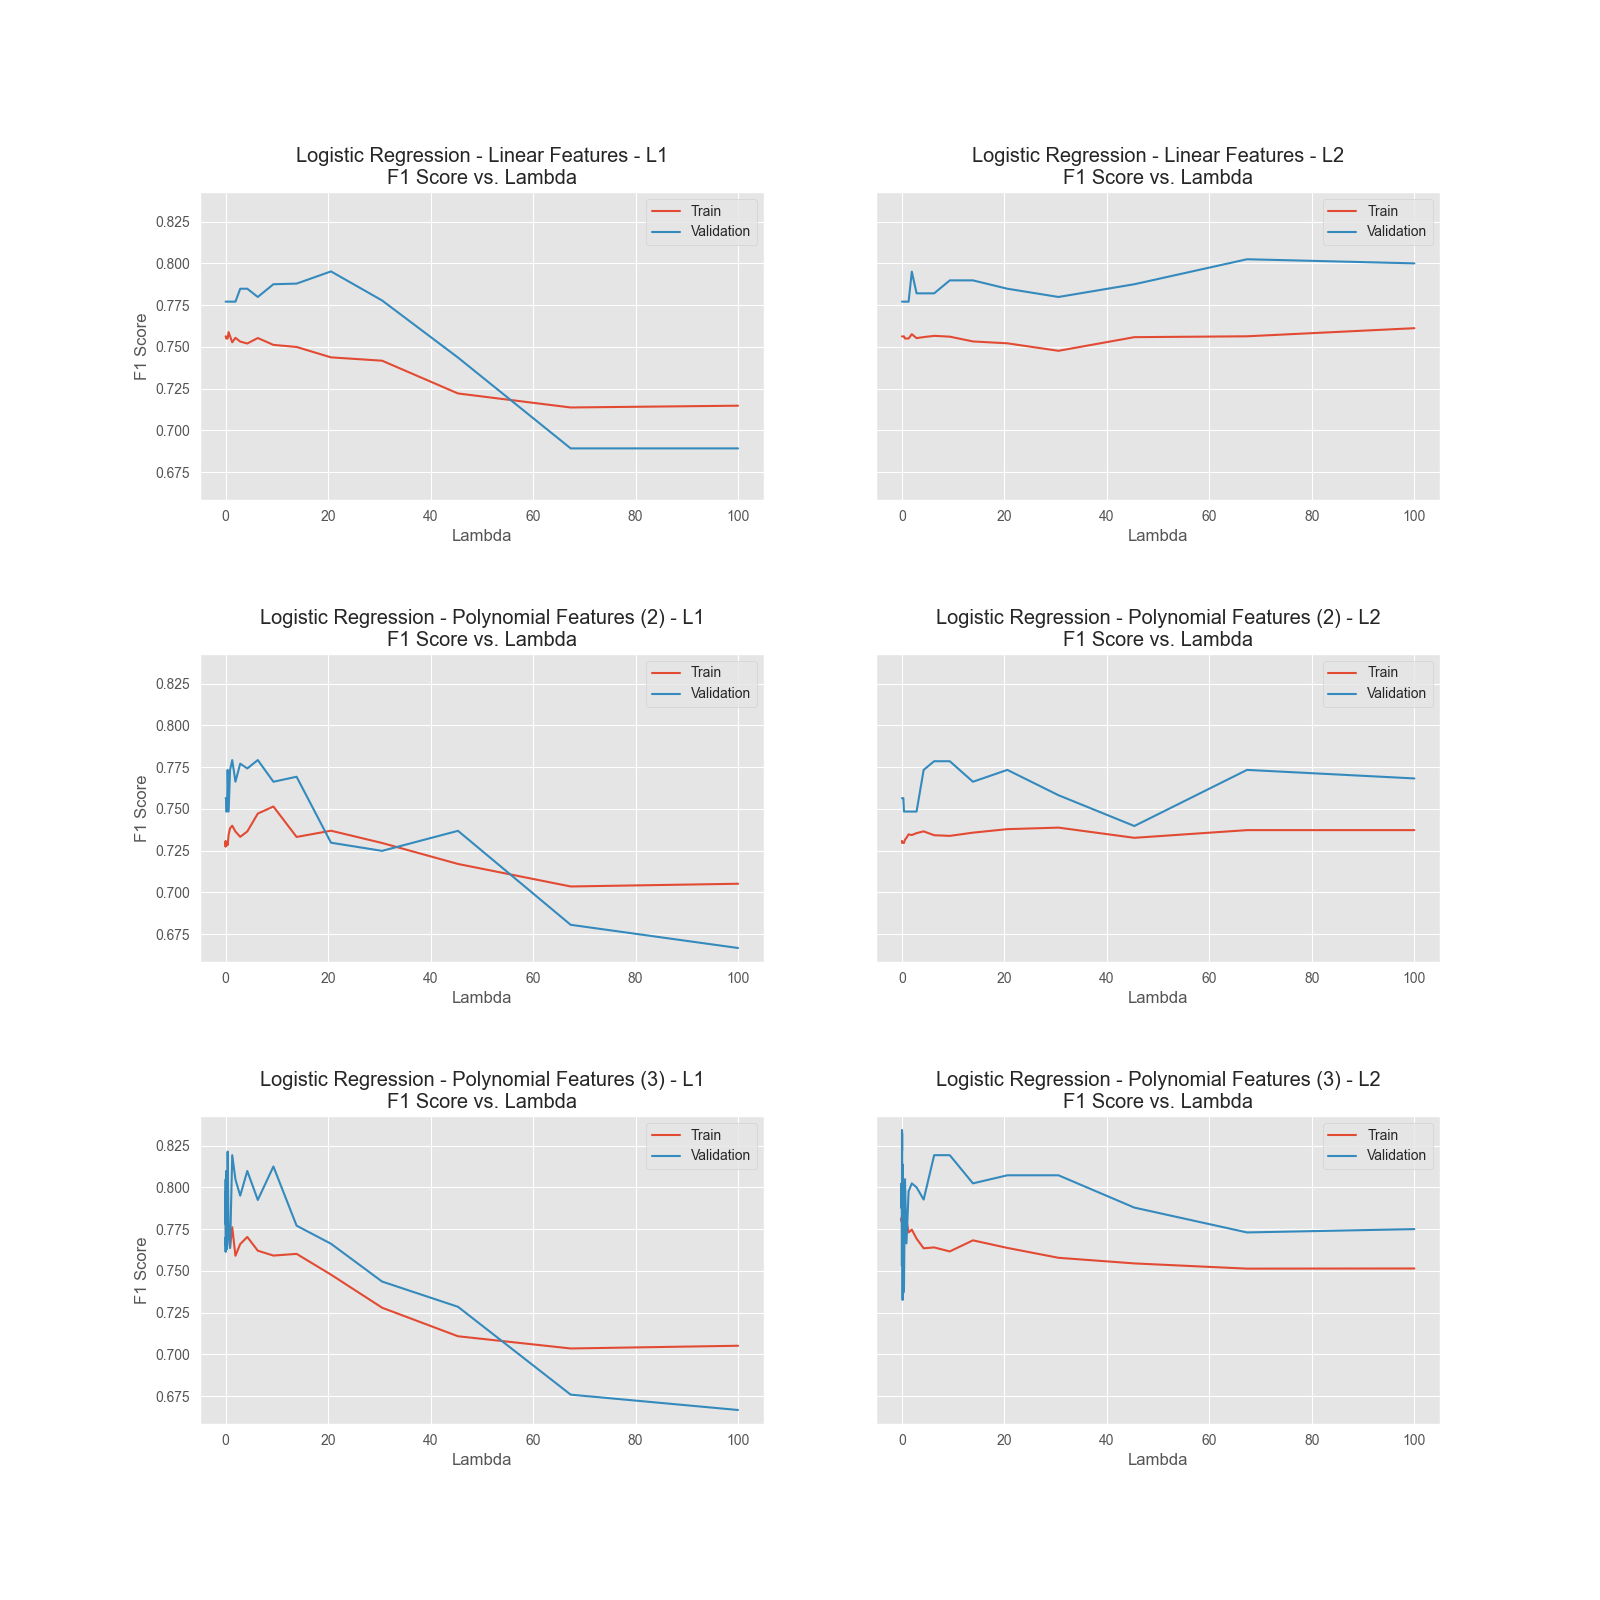 Logistic Regression - Linear Features - L1
F1 Score vs. Lambda
Train
Validation
0.825
0.800
0.775
0.750
0.725
0.700
0.675
F1 Score
0 20 40 60 80 100
Lambda
Logistic Regression - Linear Features - L2
F1 Score vs. Lambda
Train
Validation
0 20 40 60 80 100
Lambda
Logistic Regression - Polynomial Features (2) - L1
F1 Score vs. Lambda
Train
Validation
0.825
0.800
0.775
0.750
0.725
0.700
0.675
F1 Score
0 20 40 60 80 100
Lambda
Logistic Regression - Polynomial Features (2) - L2
F1 Score vs. Lambda
Train
Validation
0 20 40 60 80 100
Lambda
Logistic Regression - Polynomial Features (3) - L1
F1 Score vs. Lambda
Train
Validation
0.825
0.800
0.775
0.750
0.725
0.700
0.675
F1 Score
0 20 40 60 80 100
Lambda
Logistic Regression - Polynomial Features (3) - L2
F1 Score vs. Lambda
Train
Validation
0 20 40 60 80 100
Lambda